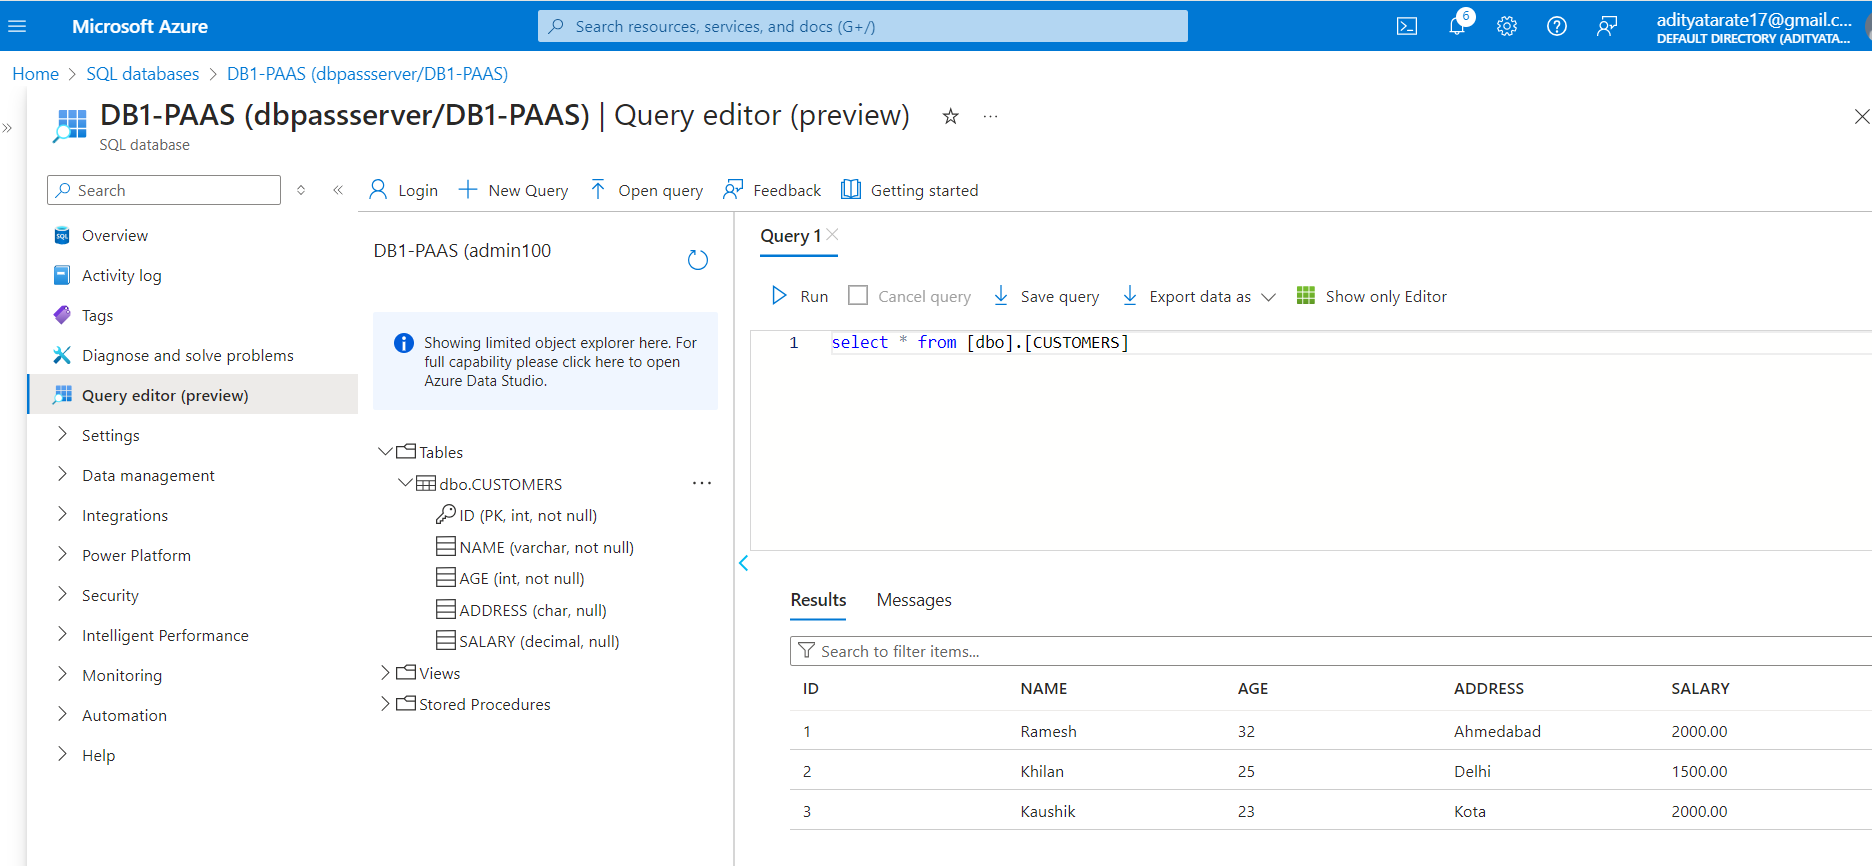 Microsoft Azure
Search resources, services, and docs (G+/)
6
adityatarate17@gmail.c...
DEFAULT DIRECTORY (ADITYATA...
Home > SQL databases > DB1-PAAS (dbpassserver/DB1-PAAS)
DB1-PAAS (dbpassserver/DB1-PAAS) | Query editor (preview)
SQL database
Search
Overview
Activity log
Tags
Diagnose and solve problems
Query editor (preview)
Settings
Data management
Integrations
Power Platform
Security
Intelligent Performance
Monitoring
Automation
Help
Login
New Query
Open query
Feedback
Getting started
DB1-PAAS (admin100
Showing limited object explorer here. For
full capability please click here to open
Azure Data Studio.
Tables
dbo.CUSTOMERS
ID (PK, int, not null)
NAME (varchar, not null)
AGE (int, not null)
ADDRESS (char, null)
SALARY (decimal, null)
Views
Stored Procedures
Query 1
Run Cancel query Save query Export data as Show only Editor
1 select * from [dbo].[CUSTOMERS]
Results Messages
Search to filter items...
ID NAME AGE ADDRESS SALARY
1 Ramesh 32 Ahmedabad 2000.00
2 Khilan 25 Delhi 1500.00
3 Kaushik 23 Kota 2000.00